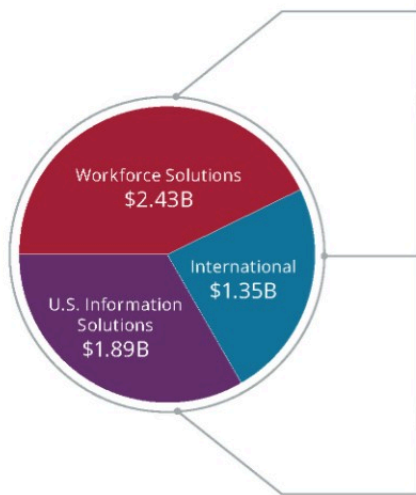 Workforce Solutions
$2.43B
International
$1.35B
U.S. Information
Solutions
$1.89B